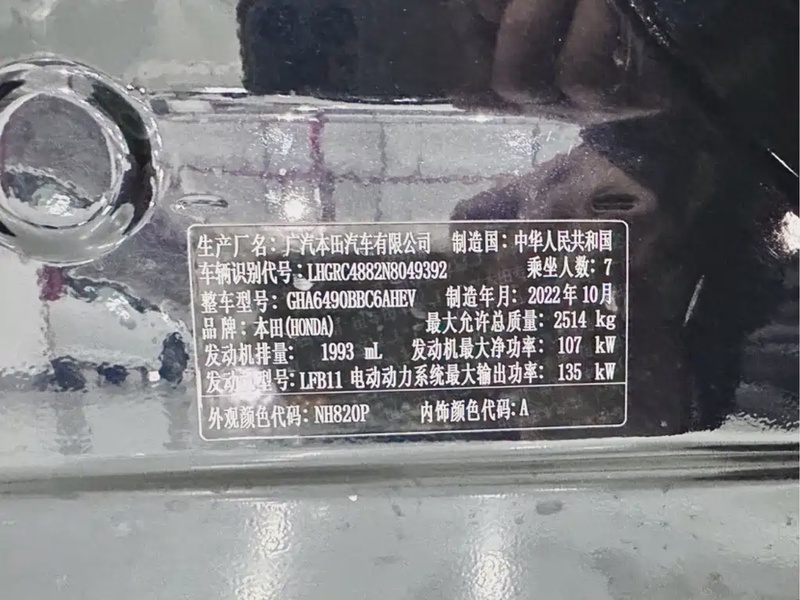 生产厂名：广汽本田汽车有限公司 制造国：中华人民共和国
车辆识别代号：LHGRC4882N8049392 乘坐人数：7
整车型号：GHA6490BBC6AHEV 制造年月：2022年10月
品牌：本田(HONDA) 最大允许总质量：2514 kg
发动机排量： 1993 mL 发动机最大净功率：107 kW
发动机型号：LFB11 电动动力系统最大输出功率：135 kW
外观颜色代码：NH820P 内饰颜色代码：A